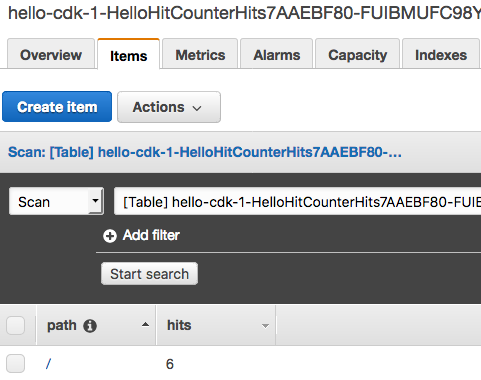 hello-cdk-1-HelloHitCounterHits7AAEBF80-FUIBMUFC98Y
Overview Items Metrics Alarms Capacity Indexes
Create item Actions
Scan: [Table] hello-cdk-1-HelloHitCounterHits7AAEBF80-…
Scan [Table] hello-cdk-1-HelloHitCounterHits7AAEBF80-FUIB
Add filter
Start search
path hits
/ 6